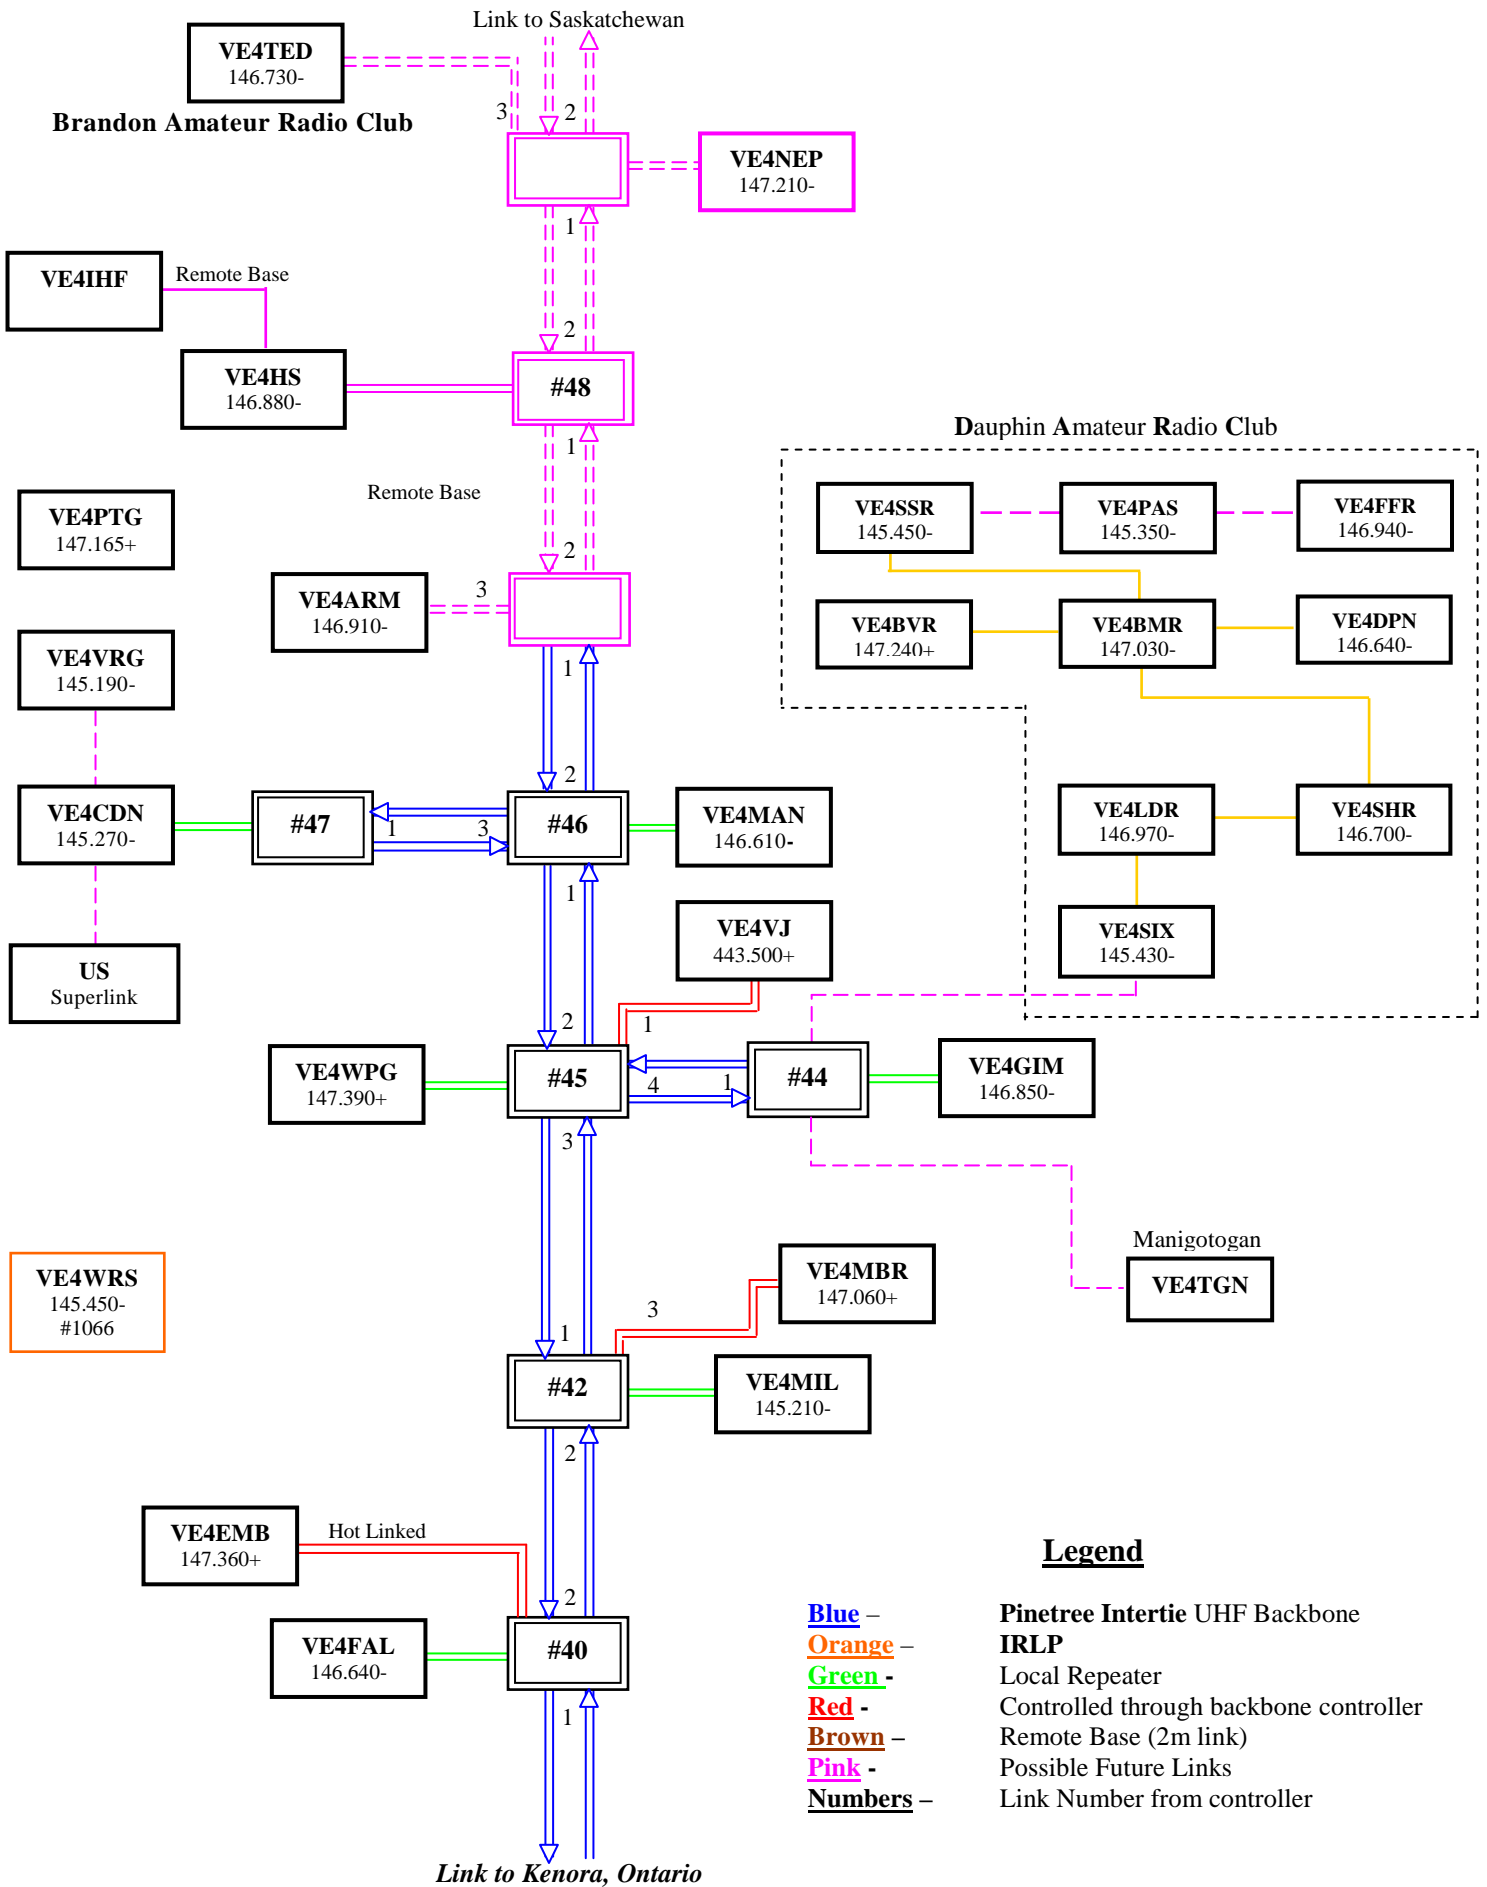 Link to Saskatchewan
VE4TED
146.730-
Brandon Amateur Radio Club
3
2
VE4NEP
147.210-
1
VE4IHF
Remote Base
2
VE4HS
146.880-
#48
1
Dauphin Amateur Radio Club
Remote Base
VE4PTG
147.165+
VE4SSR
145.450-
VE4PAS
145.350-
VE4FFR
146.940-
2
VE4ARM
146.910-
3
VE4BVR
147.240+
VE4BMR
147.030-
VE4DPN
146.640-
VE4VRG
145.190-
1
2
VE4CDN
145.270-
#47
1
3
#46
VE4MAN
146.610-
VE4LDR
146.970-
VE4SHR
146.700-
1
VE4VJ
443.500+
VE4SIX
145.430-
US
Superlink
2
1
VE4WPG
147.390+
#45
4
1
#44
VE4GIM
146.850-
3
Manigotogan
VE4TGN
VE4WRS
145.450-
#1066
VE4MBR
147.060+
3
1
#42
VE4MIL
145.210-
2
VE4EMB
147.360+
Hot Linked
2
VE4FAL
146.640-
#40
1
Link to Kenora, Ontario
Legend
Blue – Pinetree Intertie UHF Backbone
Orange – IRLP
Green - Local Repeater
Red - Controlled through backbone controller
Brown – Remote Base (2m link)
Pink - Possible Future Links
Numbers – Link Number from controller